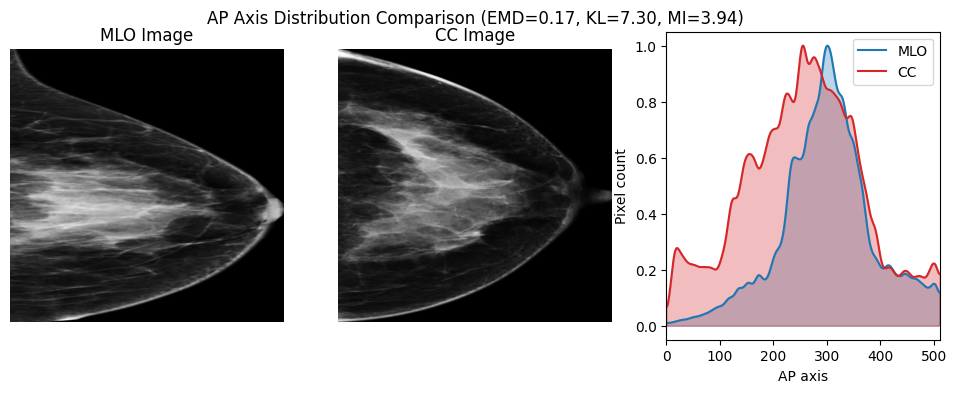 AP Axis Distribution Comparison (EMD=0.17, KL=7.30, MI=3.94)
MLO Image
CC Image
MLO
CC
Pixel count
1.0
0.8
0.6
0.4
0.2
0.0
0 100 200 300 400 500
AP axis